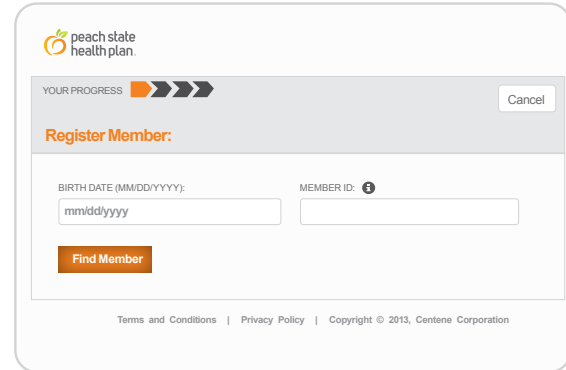 peach state
health plan.
YOUR PROGRESS
Cancel
Register Member:
BIRTH DATE (MM/DD/YYYY):
MEMBER ID:
mm/dd/yyyy
Find Member
Terms and Conditions | Privacy Policy | Copyright © 2013, Centene Corporation